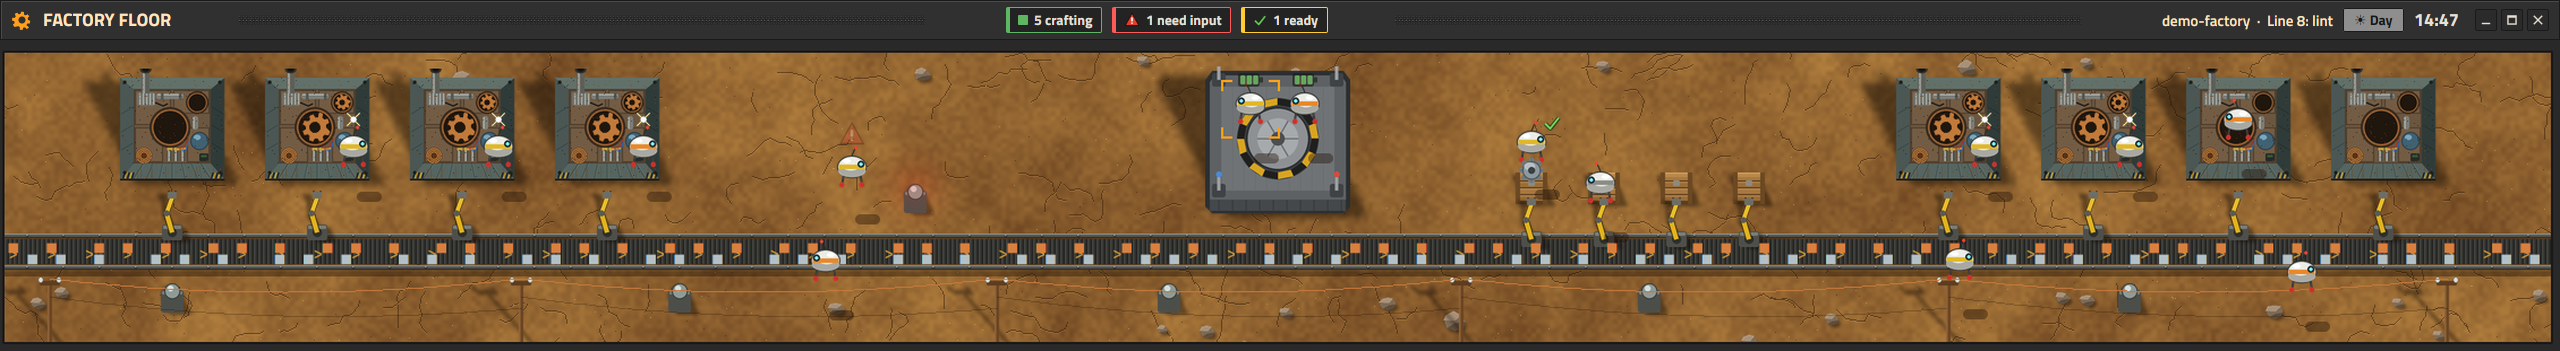 FACTORY FLOOR
5 crafting
1 need input
1 ready
demo-factory · Line 8: lint
Day
14:47